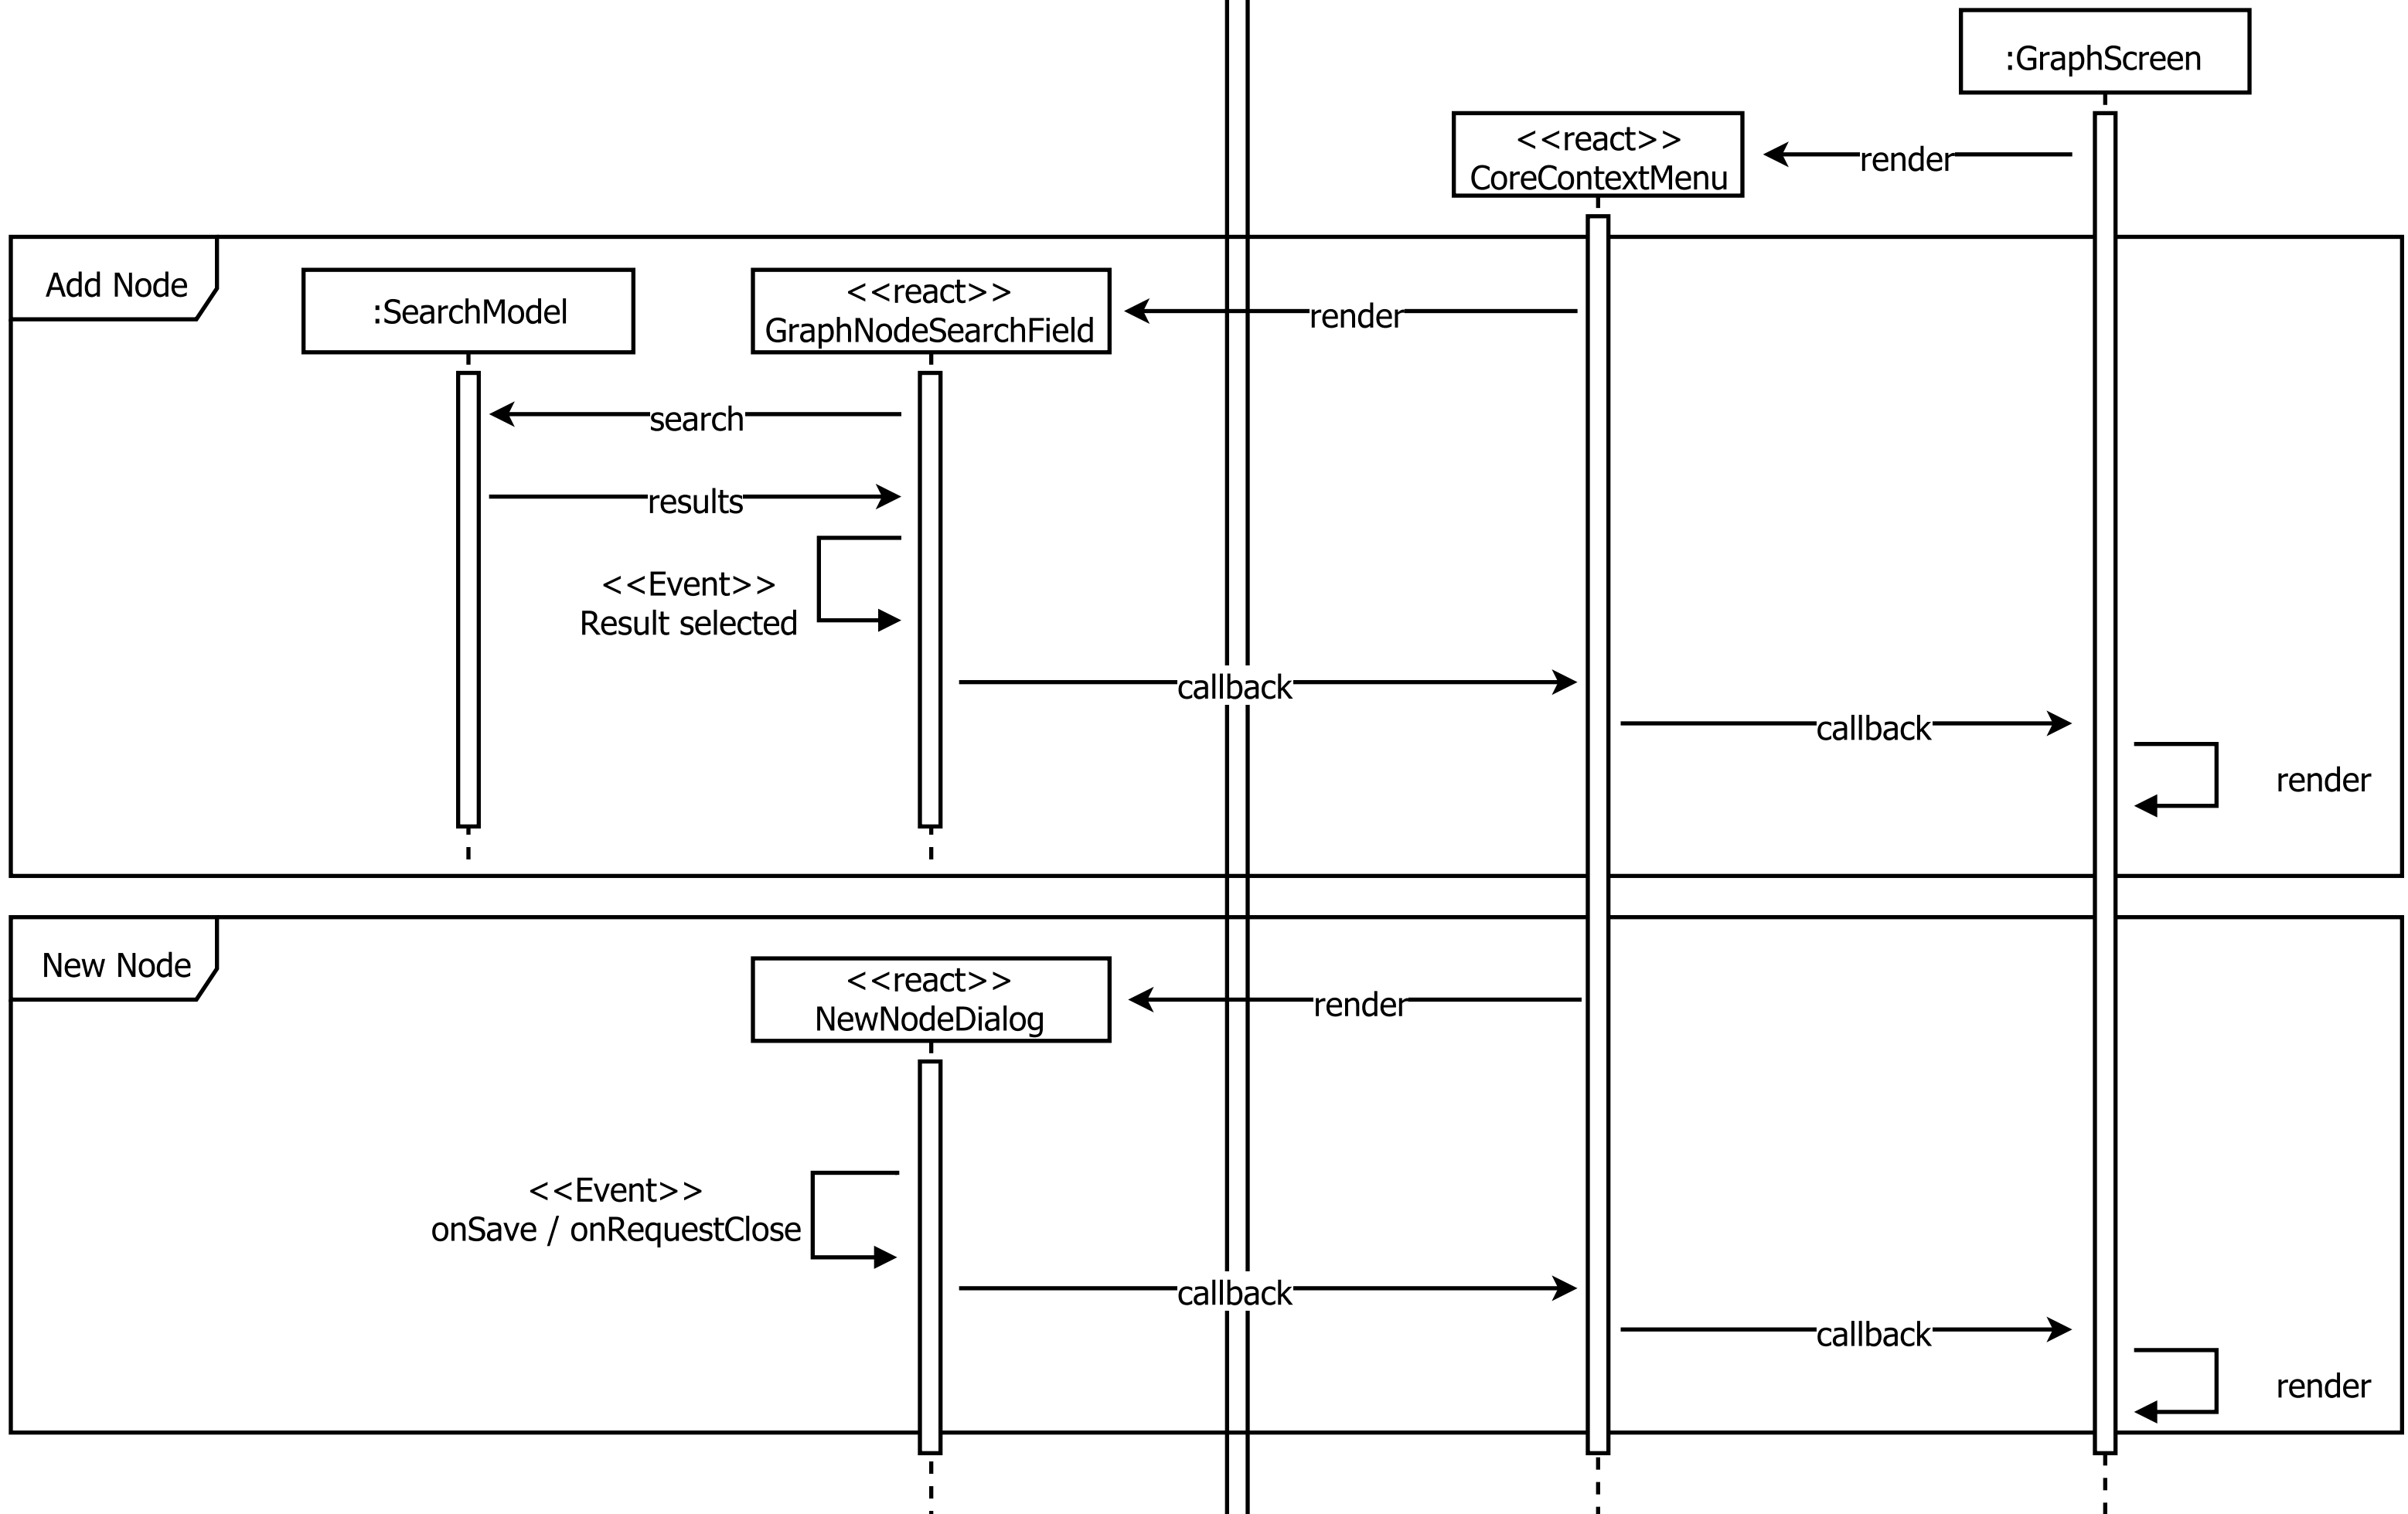 :GraphScreen
<<react>>
CoreContextMenu
render
Add Node
:SearchModel
<<react>>
GraphNodeSearchField
render
search
results
<<Event>>
Result selected
callback
callback
render
New Node
<<react>>
NewNodeDialog
render
<<Event>>
onSave / onRequestClose
callback
callback
render